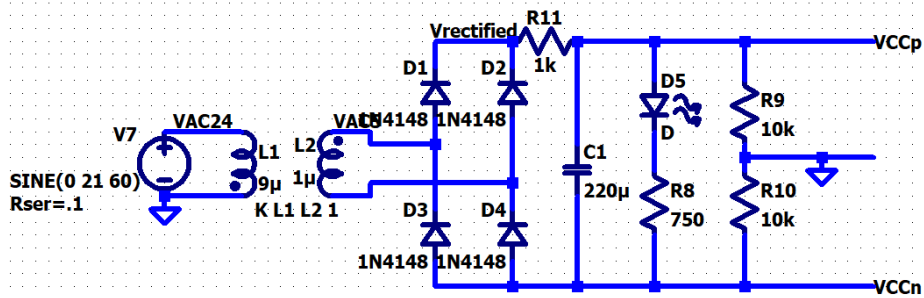 R11
Vrectified
VCCp
1k
D1
D2
D5
R9
1N4148
1N4148
V7
VAC24
VAC5
D
10k
L1
L2
C1
SINE(0 21 60)
9µ
1µ
220µ
R8
R10
Rser=.1
K L1 L2 1
D3
D4
750
10k
1N4148
1N4148
VCCn